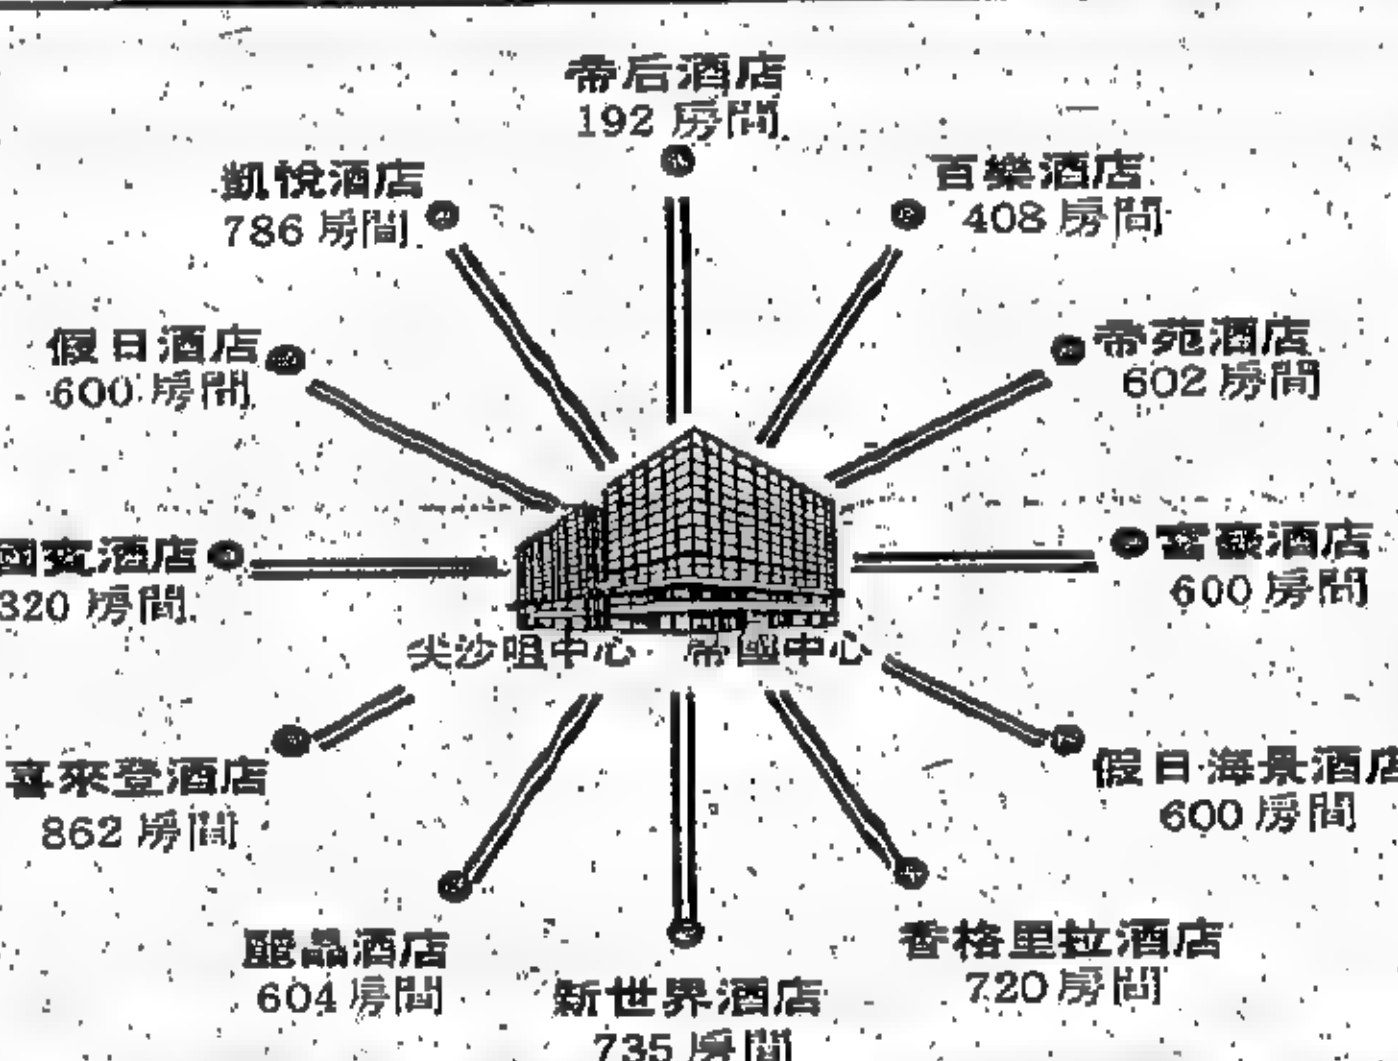 帝后酒店
192 房間
凱悅酒店
786 房間
百樂酒店
408 房間
假日酒店
600 房間
帝苑酒店
602 房間
國賓酒店
320 房間
富豪酒店
600 房間
尖沙咀中心 帝國中心
喜來登酒店
862 房間
假日海景酒店
600 房間
麗晶酒店
604 房間
新世界酒店
735 房間
香格里拉酒店
720 房間